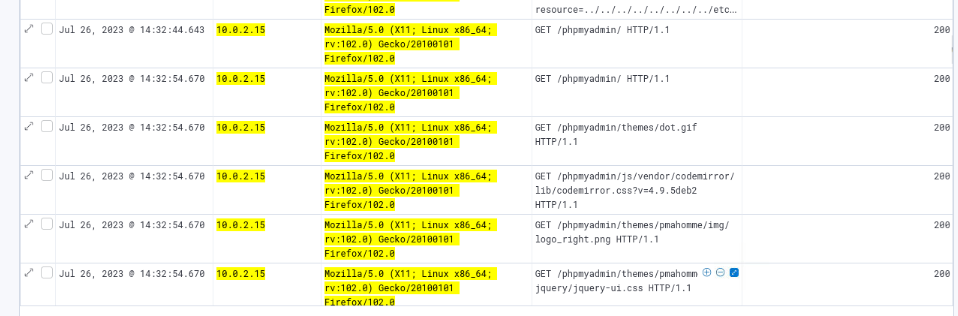 Firefox/102.0 resource=../../../../../../../../etc…
Jul 26, 2023 @ 14:32:44.643 10.0.2.15 Mozilla/5.0 (X11; Linux x86_64; GET /phpmyadmin/ HTTP/1.1 200
rv:102.0) Gecko/20100101
Firefox/102.0
Jul 26, 2023 @ 14:32:54.670 10.0.2.15 Mozilla/5.0 (X11; Linux x86_64; GET /phpmyadmin/ HTTP/1.1 200
rv:102.0) Gecko/20100101
Firefox/102.0
Jul 26, 2023 @ 14:32:54.670 10.0.2.15 Mozilla/5.0 (X11; Linux x86_64; GET /phpmyadmin/themes/dot.gif 200
rv:102.0) Gecko/20100101 HTTP/1.1
Firefox/102.0
Jul 26, 2023 @ 14:32:54.670 10.0.2.15 Mozilla/5.0 (X11; Linux x86_64; GET /phpmyadmin/js/vendor/codemirror/ 200
rv:102.0) Gecko/20100101 lib/codemirror.css?v=4.9.5deb2
Firefox/102.0 HTTP/1.1
Jul 26, 2023 @ 14:32:54.670 10.0.2.15 Mozilla/5.0 (X11; Linux x86_64; GET /phpmyadmin/themes/pmahomme/img/ 200
rv:102.0) Gecko/20100101 logo_right.png HTTP/1.1
Firefox/102.0
Jul 26, 2023 @ 14:32:54.670 10.0.2.15 Mozilla/5.0 (X11; Linux x86_64; GET /phpmyadmin/themes/pmahomm 200
rv:102.0) Gecko/20100101 jquery/jquery-ui.css HTTP/1.1
Firefox/102.0